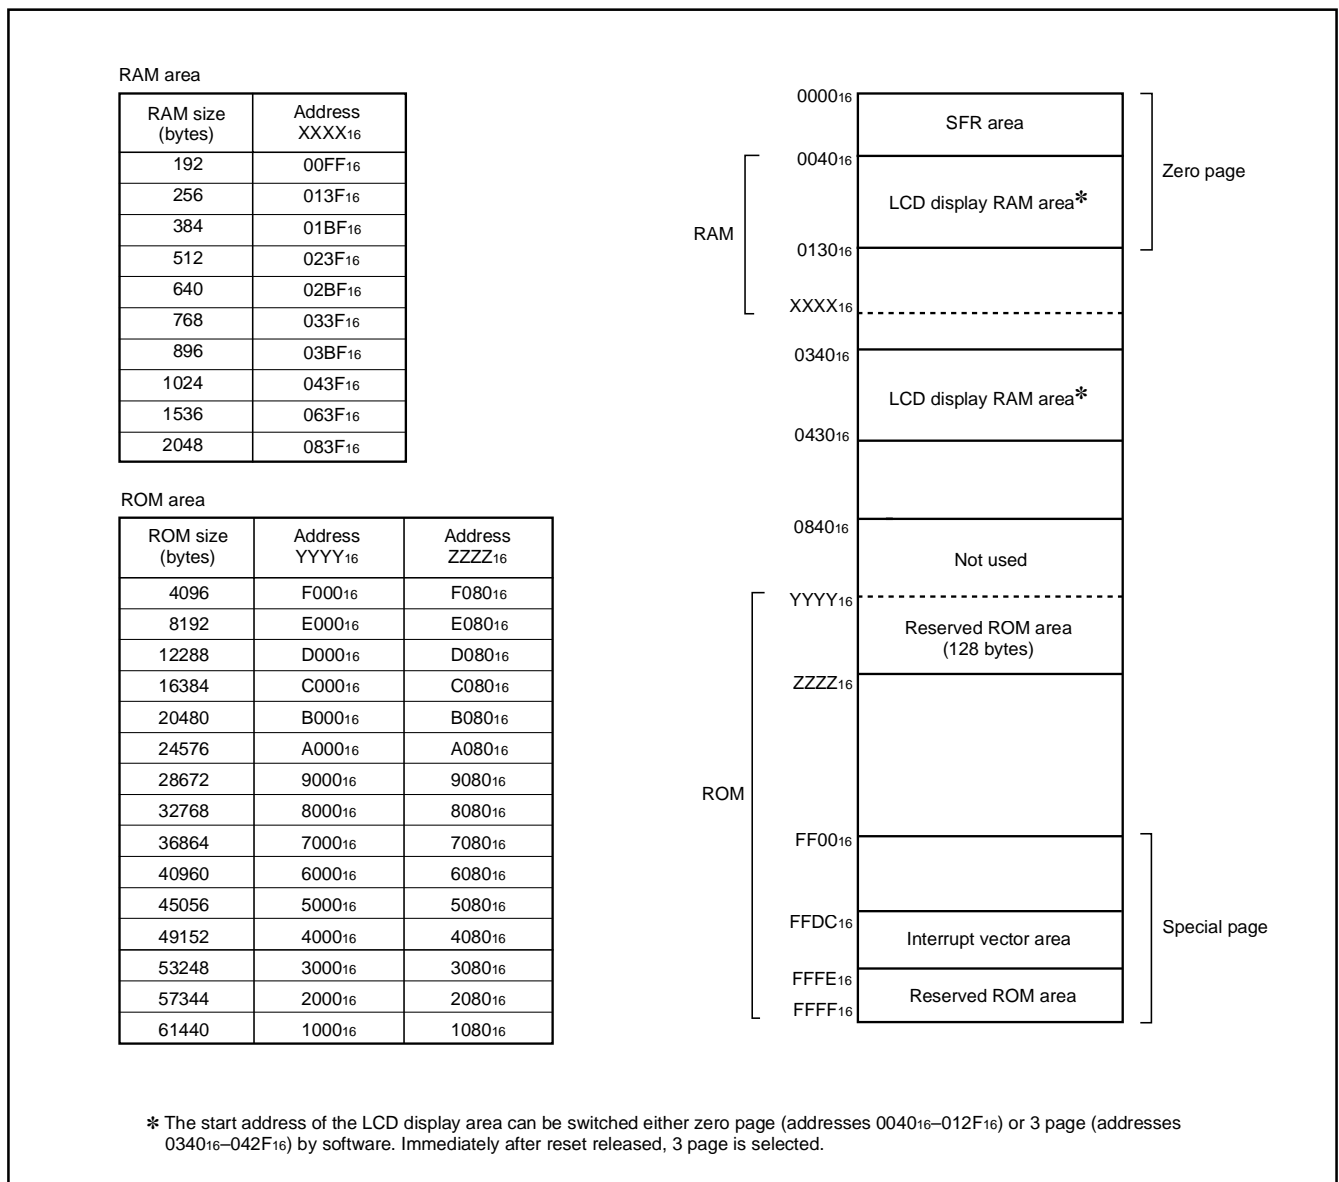 RAM area
RAM size (bytes) Address XXXX16
192 00FF16
256 013F16
384 01BF16
512 023F16
640 02BF16
768 033F16
896 03BF16
1024 043F16
1536 063F16
2048 083F16
ROM area
ROM size (bytes) Address YYYY16 Address ZZZZ16
4096 F00016 F08016
8192 E00016 E08016
12288 D00016 D08016
16384 C00016 C08016
20480 B00016 B08016
24576 A00016 A08016
28672 900016 908016
32768 800016 808016
36864 700016 708016
40960 600016 608016
45056 500016 508016
49152 400016 408016
53248 300016 308016
57344 200016 208016
61440 100016 108016
000016
SFR area
004016
Zero page
LCD display RAM area✽
RAM
013016
XXXX16
034016
LCD display RAM area✽
043016
084016
Not used
YYYY16
Reserved ROM area
(128 bytes)
ZZZZ16
ROM
FF0016
FFDC16
Special page
Interrupt vector area
FFFE16
Reserved ROM area
FFFF16
✽ The start address of the LCD display area can be switched either zero page (addresses 004016–012F16) or 3 page (addresses
034016–042F16) by software. Immediately after reset released, 3 page is selected.